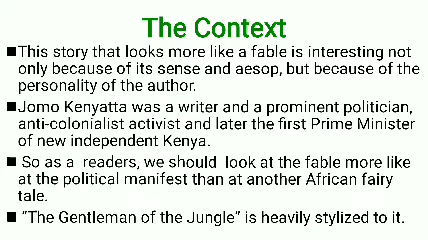 The Context
■This story that looks more like a fable is interesting not
only because of its sense and aesop, but because of the
personality of the author.
■Jomo Kenyatta was a writer and a prominent politician,
anti-colonialist activist and later the first Prime Minister
of new independent Kenya.
■ So as a readers, we should look at the fable more like
at the political manifest than at another African fairy
tale.
■ “The Gentleman of the Jungle” is heavily stylized to it.